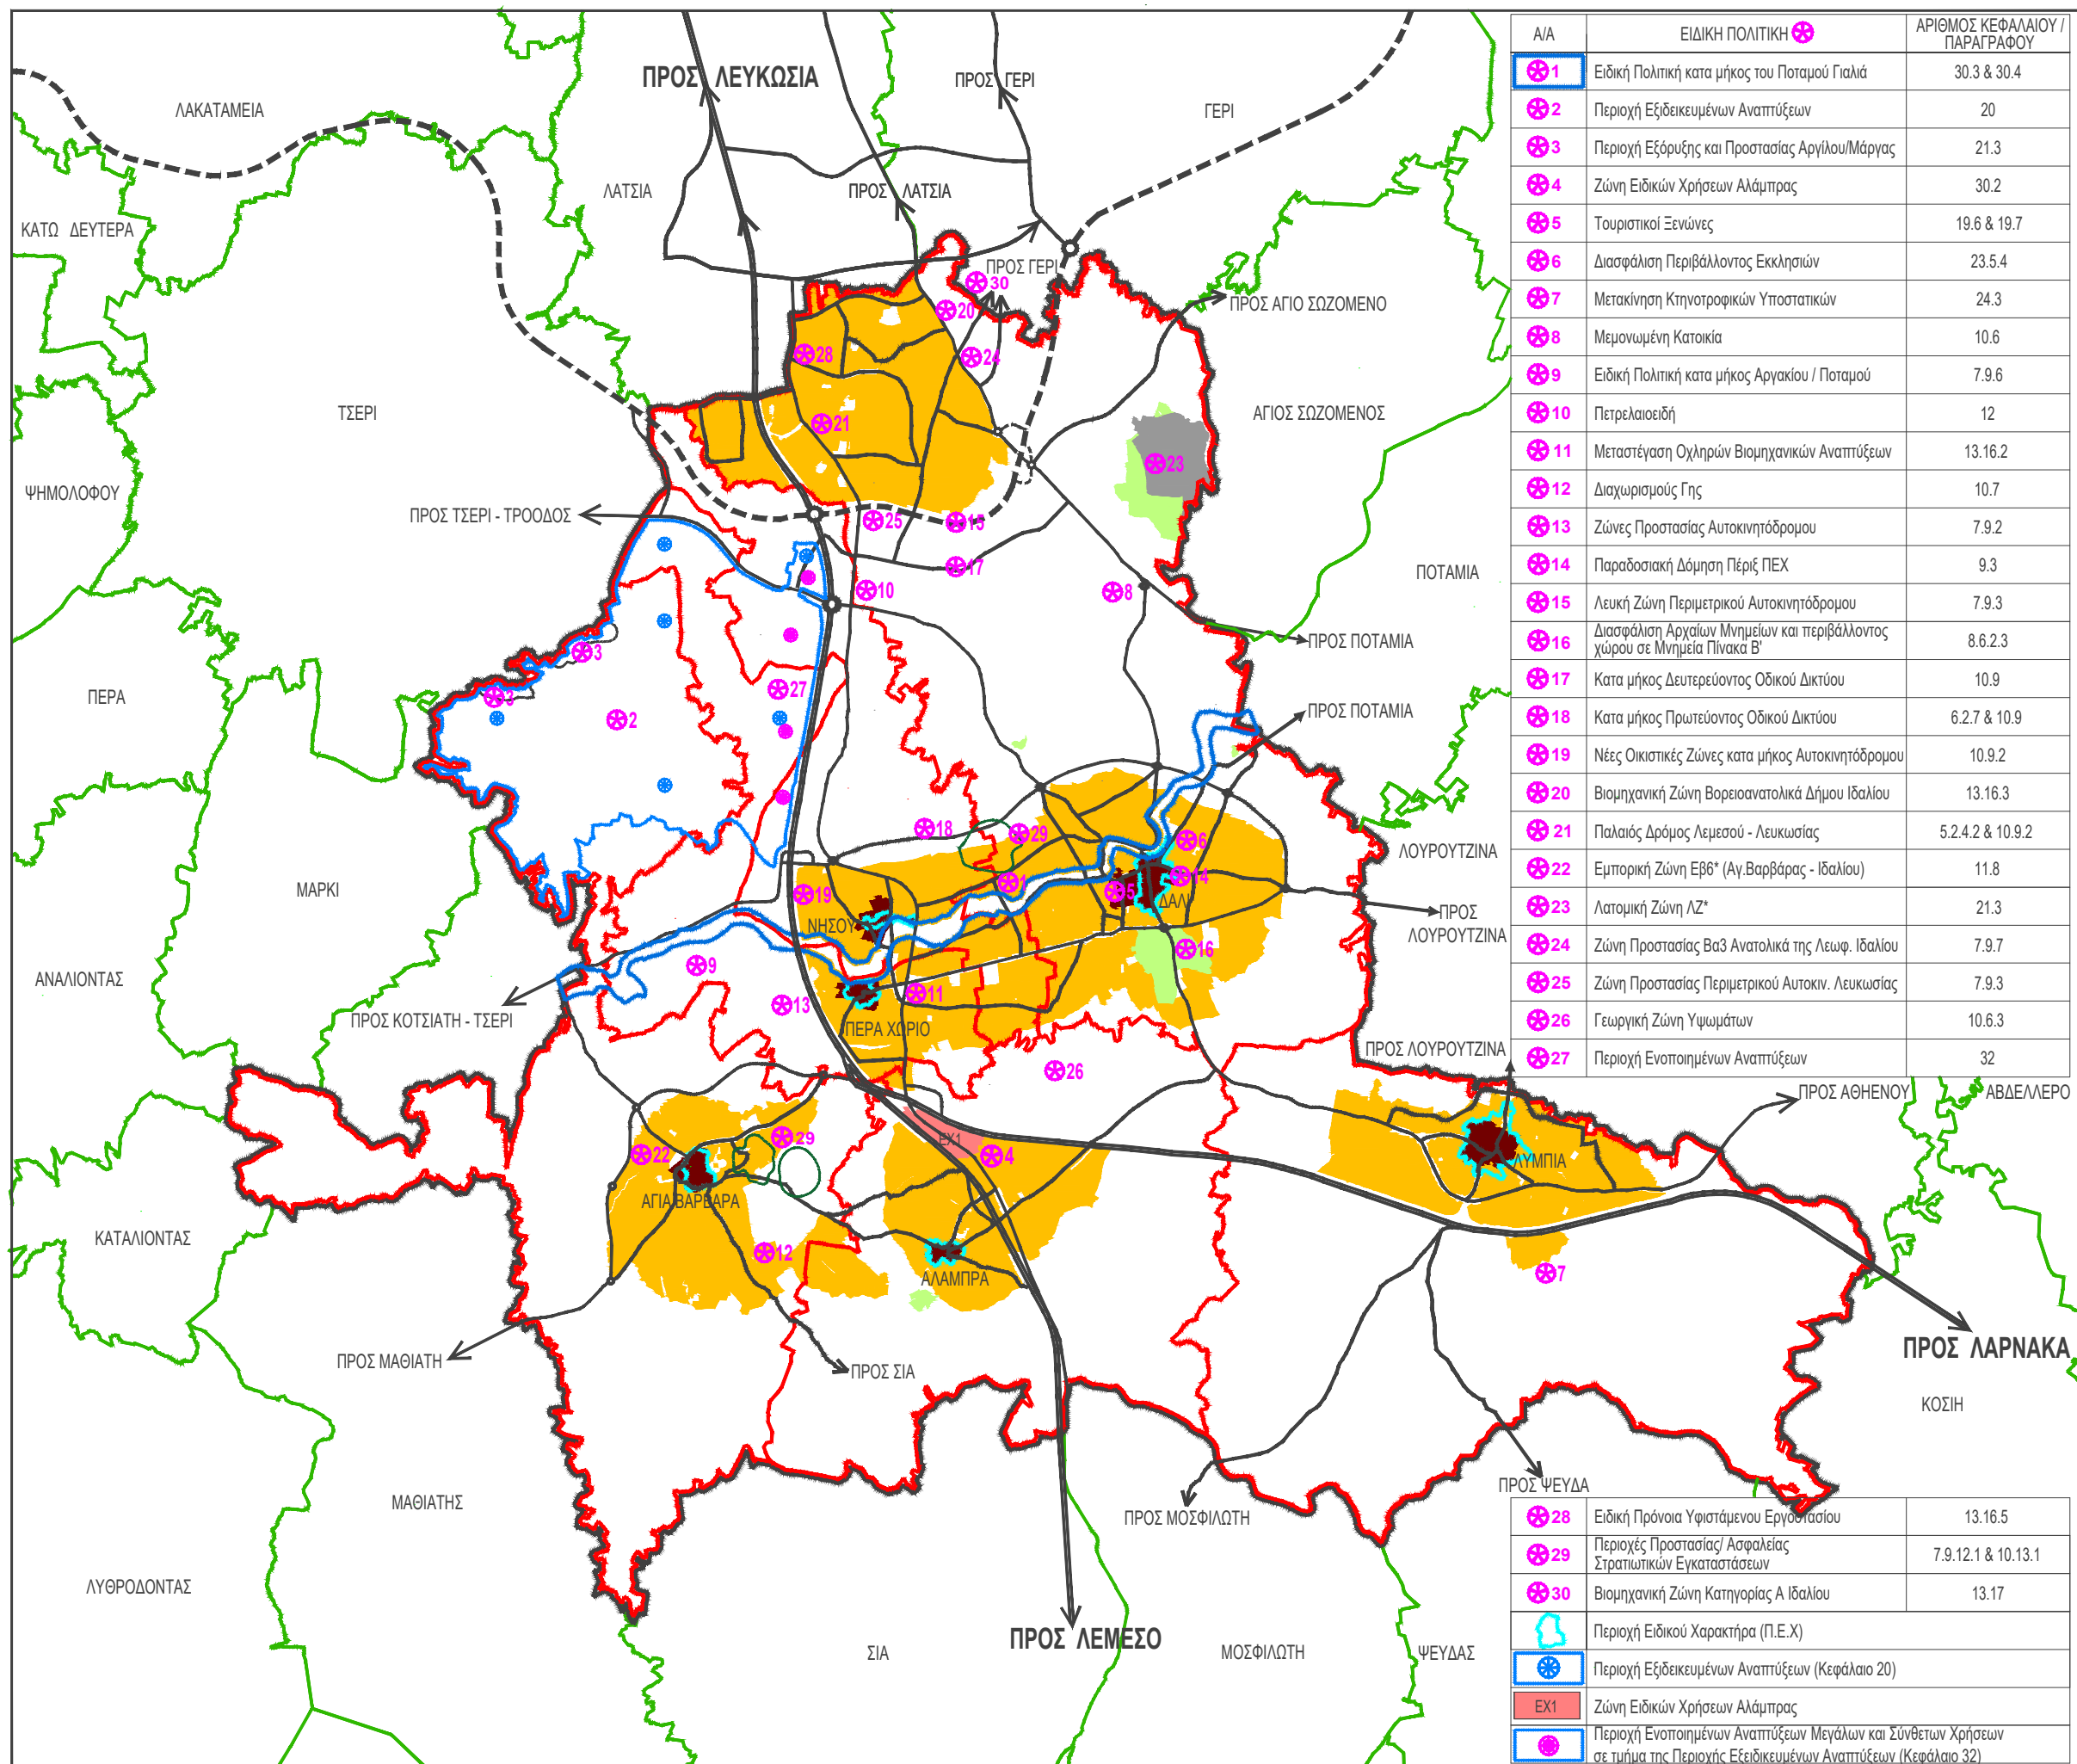 Α/Α ΕΙΔΙΚΗ ΠΟΛΙΤΙΚΗ ΑΡΙΘΜΟΣ ΚΕΦΑΛΑΙΟΥ /
ΠΑΡΑΓΡΑΦΟΥ
1 Ειδική Πολιτική κατα μήκος του Ποταμού Γιαλιά 30.3 & 30.4
2 Περιοχή Εξιδεικευμένων Αναπτύξεων 20
3 Περιοχή Εξόρυξης και Προστασίας Αργίλου/Μάργας 21.3
4 Ζώνη Ειδικών Χρήσεων Αλάμπρας 30.2
5 Τουριστικοί Ξενώνες 19.6 & 19.7
6 Διασφάλιση Περιβάλλοντος Εκκλησιών 23.5.4
7 Μετακίνηση Κτηνοτροφικών Υποστατικών 24.3
8 Μεμονωμένη Κατοικία 10.6
9 Ειδική Πολιτική κατα μήκος Αργακίου / Ποταμού 7.9.6
10 Πετρελαιοειδή 12
11 Μεταστέγαση Οχληρών Βιομηχανικών Αναπτύξεων 13.16.2
12 Διαχωρισμούς Γης 10.7
13 Ζώνες Προστασίας Αυτοκινητόδρομου 7.9.2
14 Παραδοσιακή Δόμηση Πέριξ ΠΕΧ 9.3
15 Λευκή Ζώνη Περιμετρικού Αυτοκινητόδρομου 7.9.3
16 Διασφάλιση Αρχαίων Μνημείων και περιβάλλοντος
χώρου σε Μνημεία Πίνακα Β' 8.6.2.3
17 Κατα μήκος Δευτερεύοντος Οδικού Δικτύου 10.9
18 Κατα μήκος Πρωτεύοντος Οδικού Δικτύου 6.2.7 & 10.9
19 Νέες Οικιστικές Ζώνες κατα μήκος Αυτοκινητόδρομου 10.9.2
20 Βιομηχανική Ζώνη Βορειοανατολικά Δήμου Ιδαλίου 13.16.3
21 Παλαιός Δρόμος Λεμεσού - Λευκωσίας 5.2.4.2 & 10.9.2
22 Εμπορική Ζώνη Εβ6* (Αγ.Βαρβάρας - Ιδαλίου) 11.8
23 Λατομική Ζώνη ΛΖ* 21.3
24 Ζώνη Προστασίας Βα3 Ανατολικά της Λεωφ. Ιδαλίου 7.9.7
25 Ζώνη Προστασίας Περιμετρικού Αυτοκιν. Λευκωσίας 7.9.3
26 Γεωργική Ζώνη Υψωμάτων 10.6.3
27 Περιοχή Ενοποιημένων Αναπτύξεων 32
ΠΡΟΣ ΛΕΥΚΩΣΙΑ
ΠΡΟΣ ΓΕΡΙ
ΓΕΡΙ
ΛΑΚΑΤΑΜΕΙΑ
ΛΑΤΣΙΑ
ΠΡΟΣ ΛΑΤΣΙΑ
ΚΑΤΩ ΔΕΥΤΕΡΑ
ΠΡΟΣ ΓΕΡΙ
30
ΠΡΟΣ ΑΓΙΟ ΣΩΖΟΜΕΝΟ
20
28
24
ΤΣΕΡΙ
ΑΓΙΟΣ ΣΩΖΟΜΕΝΟΣ
21
23
ΨΗΜΟΛΟΦΟΥ
ΠΡΟΣ ΤΣΕΡΙ - ΤΡΟΟΔΟΣ
25
15
17
ΠΟΤΑΜΙΑ
10
8
ΠΡΟΣ ΠΟΤΑΜΙΑ
3
ΠΕΡΑ
3
27
2
ΠΡΟΣ ΠΟΤΑΜΙΑ
18
29
6
ΛΟΥΡΟΥΤΖΙΝΑ
ΜΑΡΚΙ
1
14
19
5
ΔΑΛΙ
ΠΡΟΣ
ΛΟΥΡΟΥΤΖΙΝΑ
ΝΗΣΟΥ
16
9
ΑΝΑΛΙΟΝΤΑΣ
11
13
ΠΡΟΣ ΚΟΤΣΙΑΤΗ - ΤΣΕΡΙ
ΠΕΡΑ ΧΩΡΙΟ
ΠΡΟΣ ΛΟΥΡΟΥΤΖΙΝΑ
26
ΠΡΟΣ ΑΘΗΕΝΟΥ
ΑΒΔΕΛΛΕΡΟ
29
EX1
22
4
ΛΥΜΠΙΑ
ΑΓΙΑ ΒΑΡΒΑΡΑ
ΚΑΤΑΛΙΟΝΤΑΣ
12
ΑΛΑΜΠΡΑ
7
ΠΡΟΣ ΜΑΘΙΑΤΗ
ΠΡΟΣ ΣΙΑ
ΠΡΟΣ ΛΑΡΝΑΚΑ
ΚΟΣΙΗ
ΠΡΟΣ ΨΕΥΔΑ
ΜΑΘΙΑΤΗΣ
ΠΡΟΣ ΜΟΣΦΙΛΩΤΗ
ΛΥΘΡΟΔΟΝΤΑΣ
ΠΡΟΣ ΛΕΜΕΣΟ
ΣΙΑ
ΜΟΣΦΙΛΩΤΗ
ΨΕΥΔΑΣ
28 Ειδική Πρόνοια Υφιστάμενου Εργοστασίου 13.16.5
29 Περιοχές Προστασίας/ Ασφαλείας
Στρατιωτικών Εγκαταστάσεων 7.9.12.1 & 10.13.1
30 Βιομηχανική Ζώνη Κατηγορίας Α Ιδαλίου 13.17
Περιοχή Ειδικού Χαρακτήρα (Π.Ε.Χ)
Περιοχή Εξιδεικευμένων Αναπτύξεων (Κεφάλαιο 20)
EX1 Ζώνη Ειδικών Χρήσεων Αλάμπρας
Περιοχή Ενοποιημένων Αναπτύξεων Μεγάλων και Σύνθετων Χρήσεων
σε τμήμα της Περιοχής Εξειδικευμένων Αναπτύξεων (Κεφάλαιο 32)